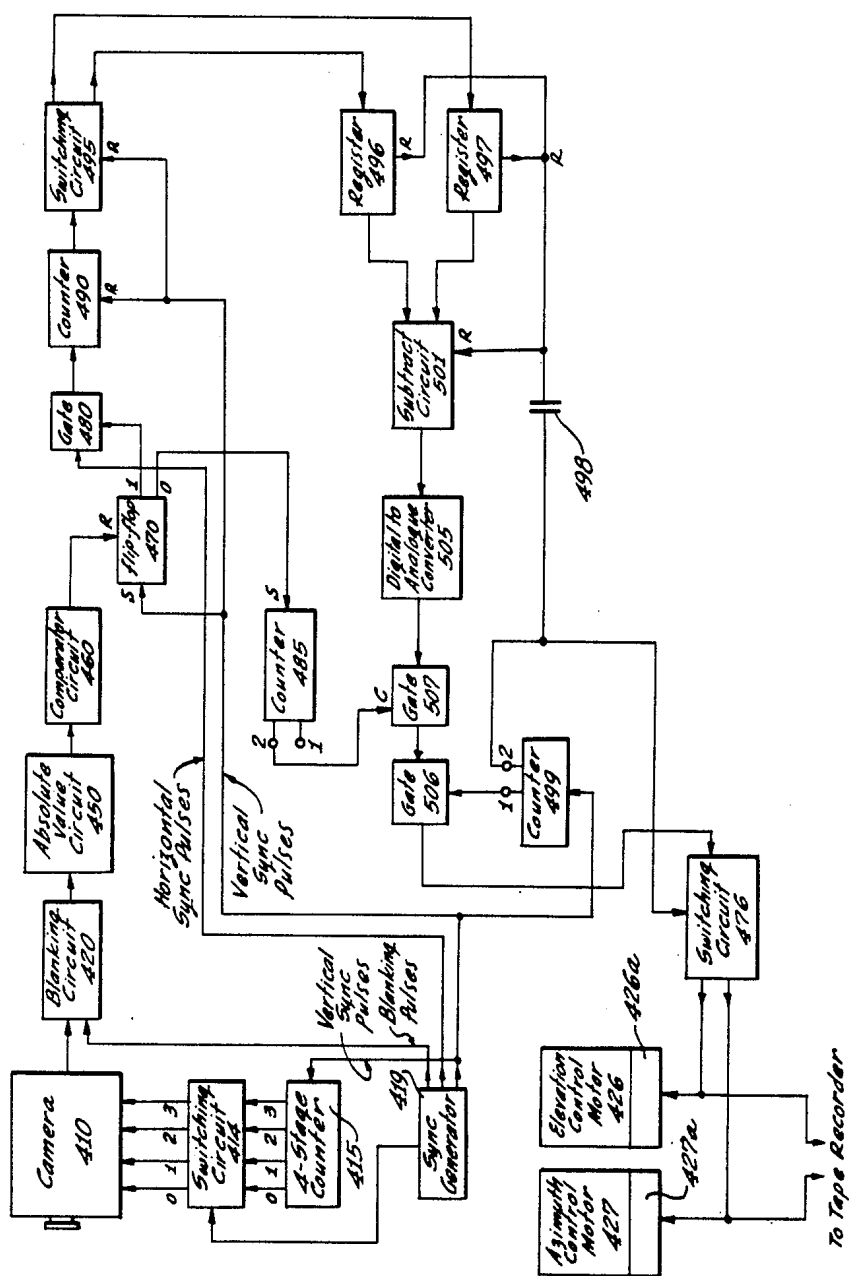 Camera
410
Blanking
Circuit
420
Absolute
Value
Circuit
450
Comparator
Circuit
460
R
S
flip-flop
470
1
0
Gate
480
Counter
490
R
Switching
Circuit
495
R
0
1
2
3
Switching
Circuit
414
0
1
2
3
4-Stage
Counter
415
Vertical
Sync
Pulses
Blanking
Pulses
419
Sync
Generator
Horizontal
Sync Pulses
Vertical
Sync
Pulses
S
Counter
485
2
1
Register
496
R
Register
497
R
Subtract
Circuit
501
R
Digital to
Analogue
Converter
505
C
Gate
507
Gate
506
1
2
Counter
499
498
Switching
Circuit
476
Elevation
Control
Motor
426
426a
Azimuth
Control
Motor
427
427a
To Tape Recorder